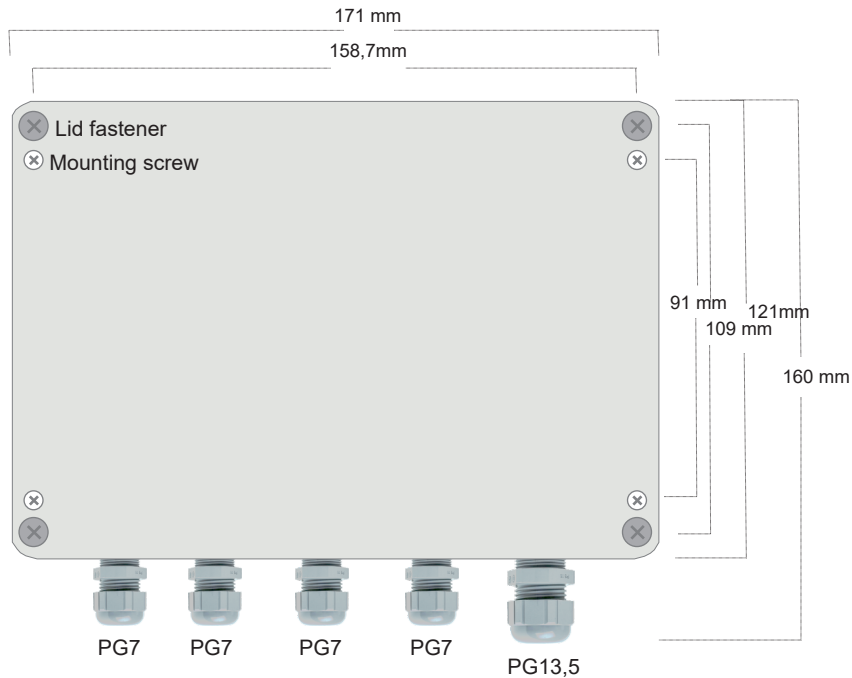 171 mm
158,7mm
Lid fastener
Mounting screw
91 mm
121mm
109 mm
160 mm
PG7
PG7
PG7
PG7
PG13,5